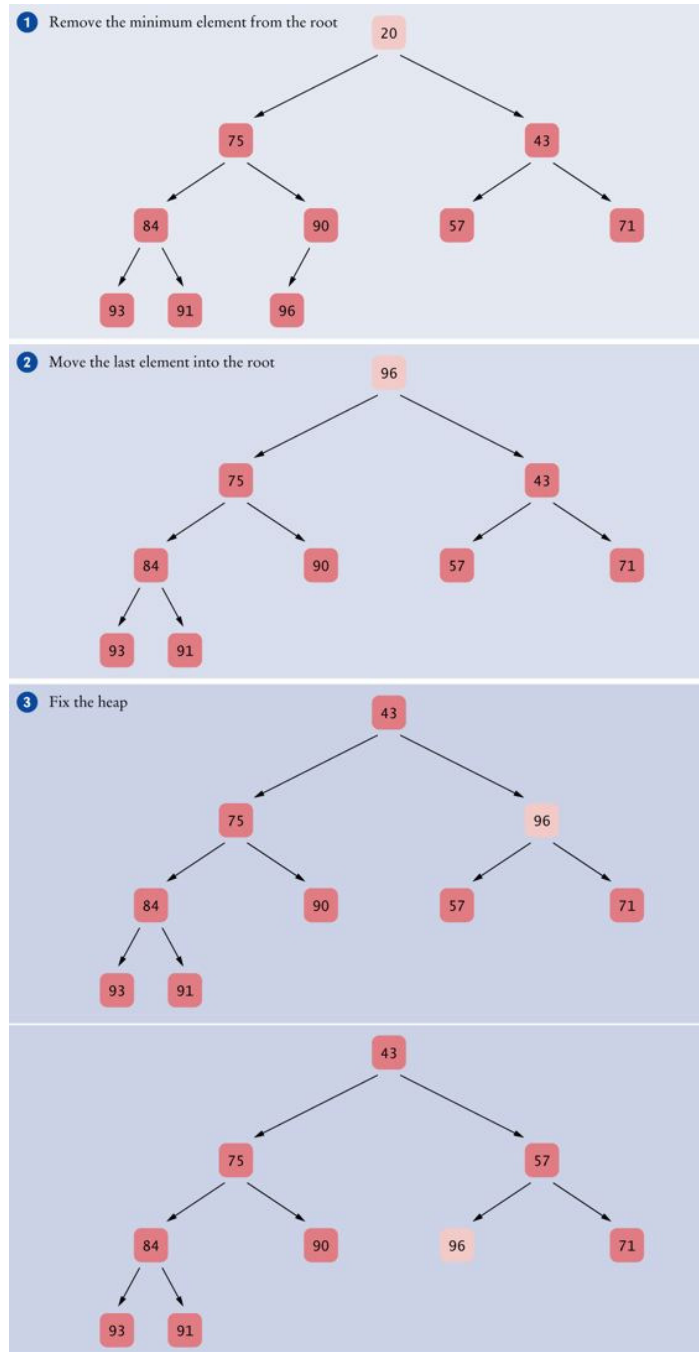 1 Remove the minimum element from the root
20
75 43
84 90 57 71
93 91 96
2 Move the last element into the root
96
75 43
84 90 57 71
93 91
3 Fix the heap
43
75 96
84 90 57 71
93 91
43
75 57
84 90 96 71
93 91